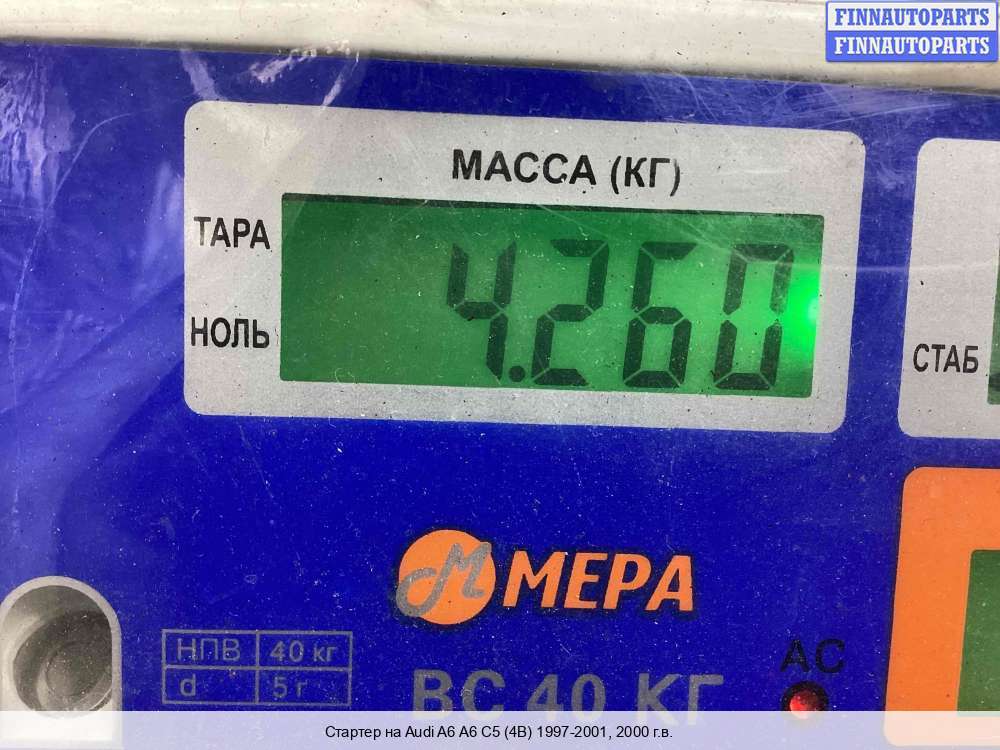 FINNAUTOPARTS
FINNAUTOPARTS
МАССА (КГ)
ТАРА
4.260
НОЛЬ
СТАБ
МЕРА
НПВ 40 кг
d 5 г
ВС 40 КГ
АС
Стартер на Audi A6 A6 C5 (4B) 1997-2001, 2000 г.в.